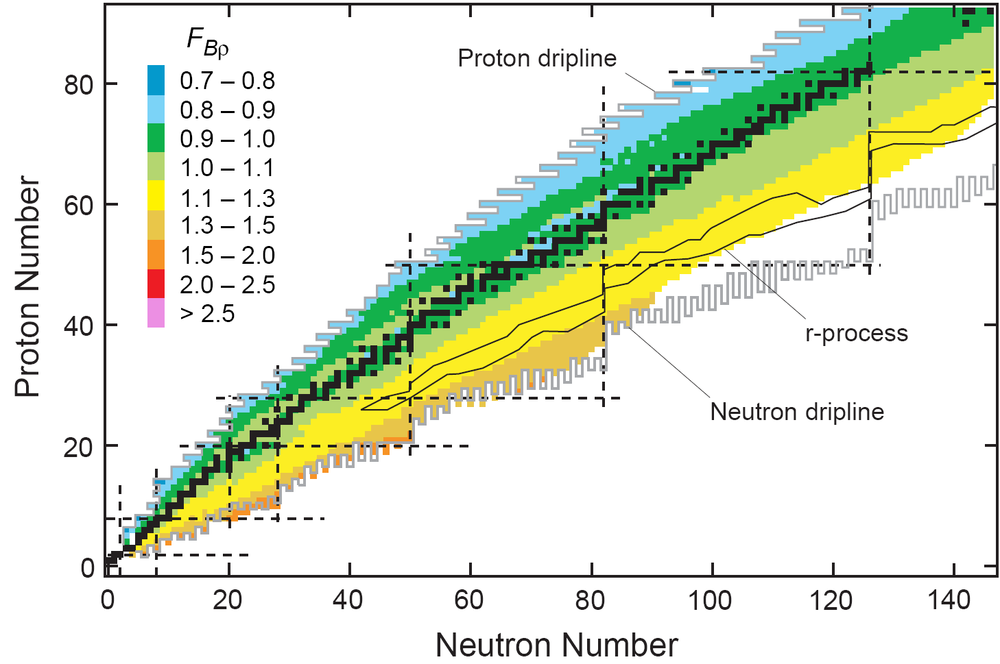 F_Bρ
0.7 – 0.8
0.8 – 0.9
0.9 – 1.0
1.0 – 1.1
1.1 – 1.3
1.3 – 1.5
1.5 – 2.0
2.0 – 2.5
> 2.5
Proton dripline
r-process
Neutron dripline
Proton Number
80
60
40
20
0
0 20 40 60 80 100 120 140
Neutron Number